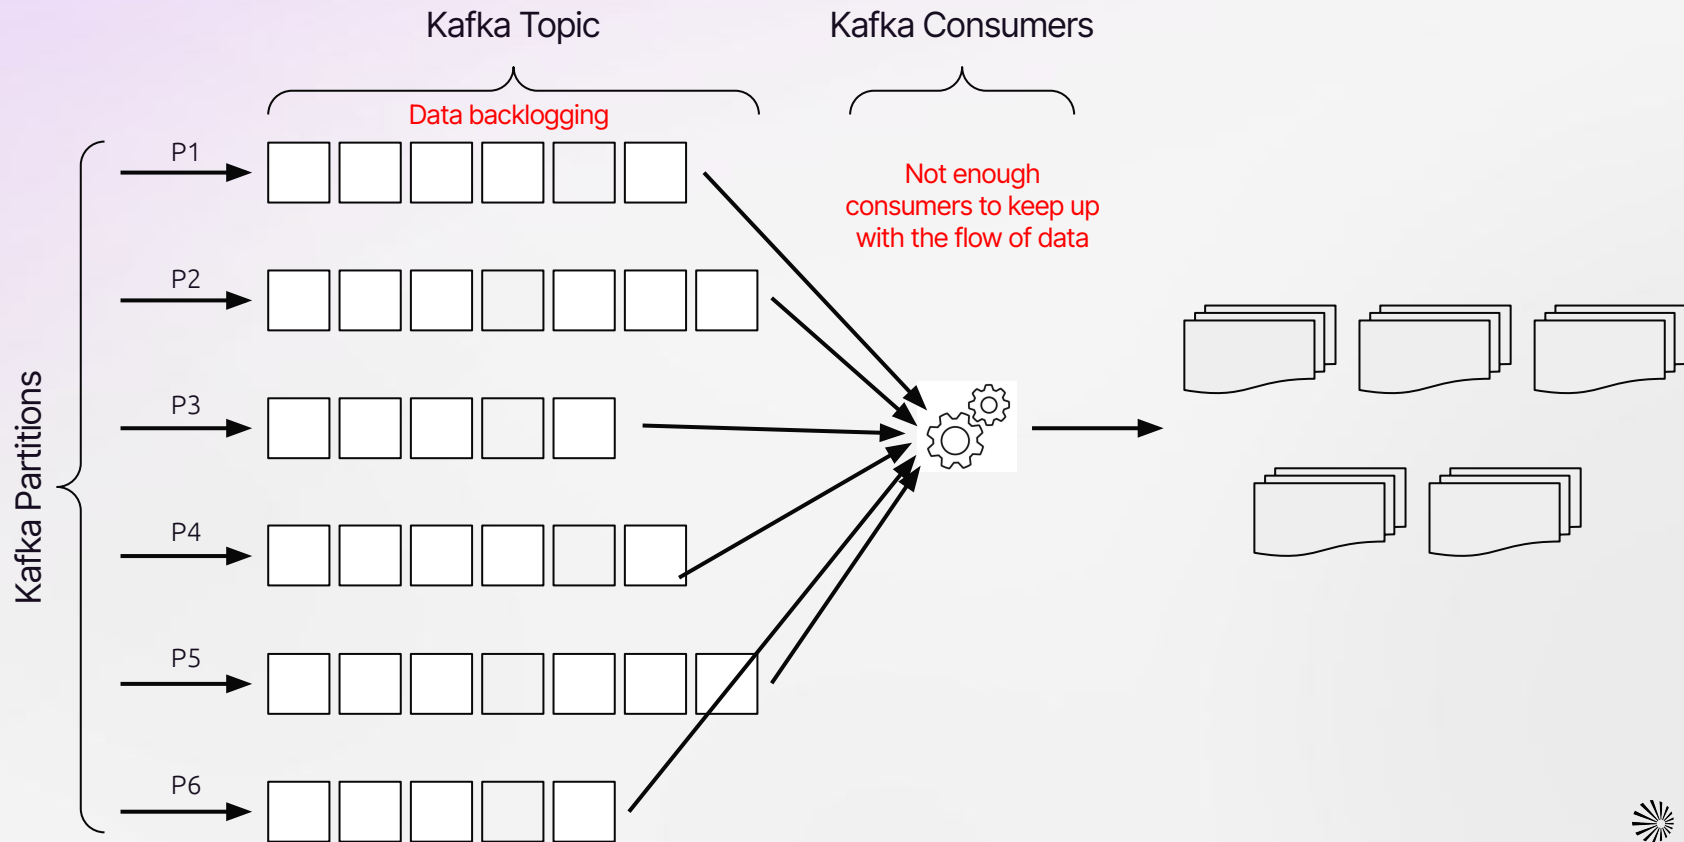 Kafka Topic
Kafka Consumers
Data backlogging
Not enough
consumers to keep up
with the flow of data
Kafka Partitions
P1
P2
P3
P4
P5
P6